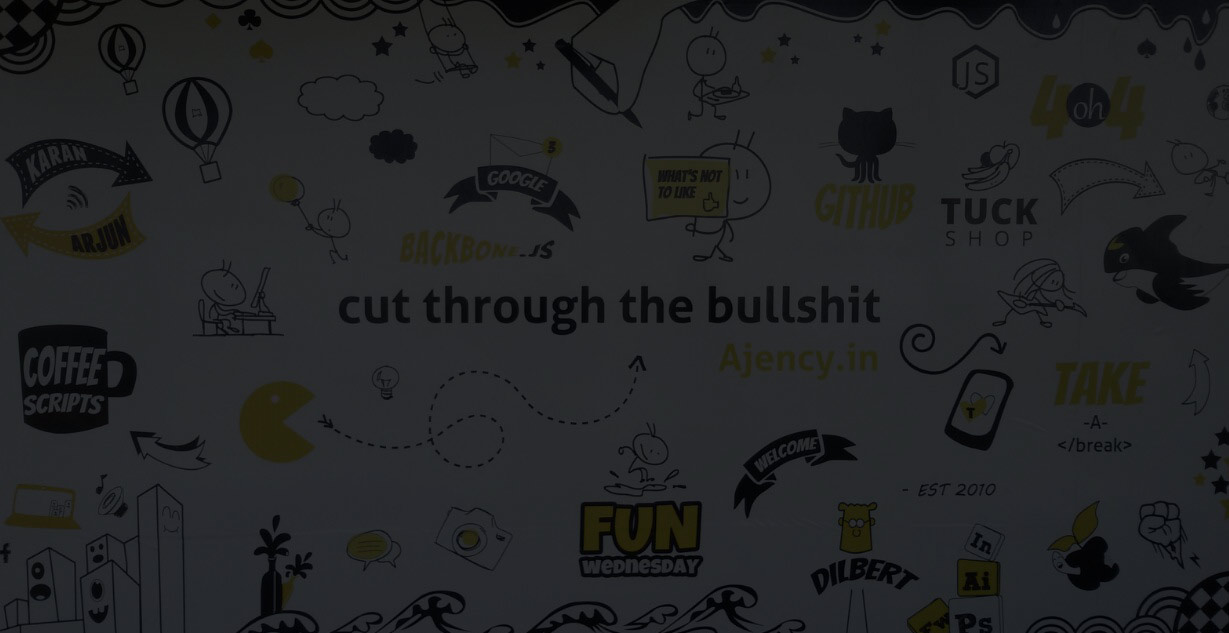 JS
4oh4
KARAN
ARJUN
GOOGLE
WHAT'S NOT
TO LIKE
GITHUB
TUCK
SHOP
BACKBONE.JS
cut through the bullshit
Ajency.in
COFFEE
SCRIPTS
T
TAKE
-A-
</break>
WELCOME
- EST 2010
FUN
WEDNESDAY
DILBERT
In
Ai
Fw
Ps
f